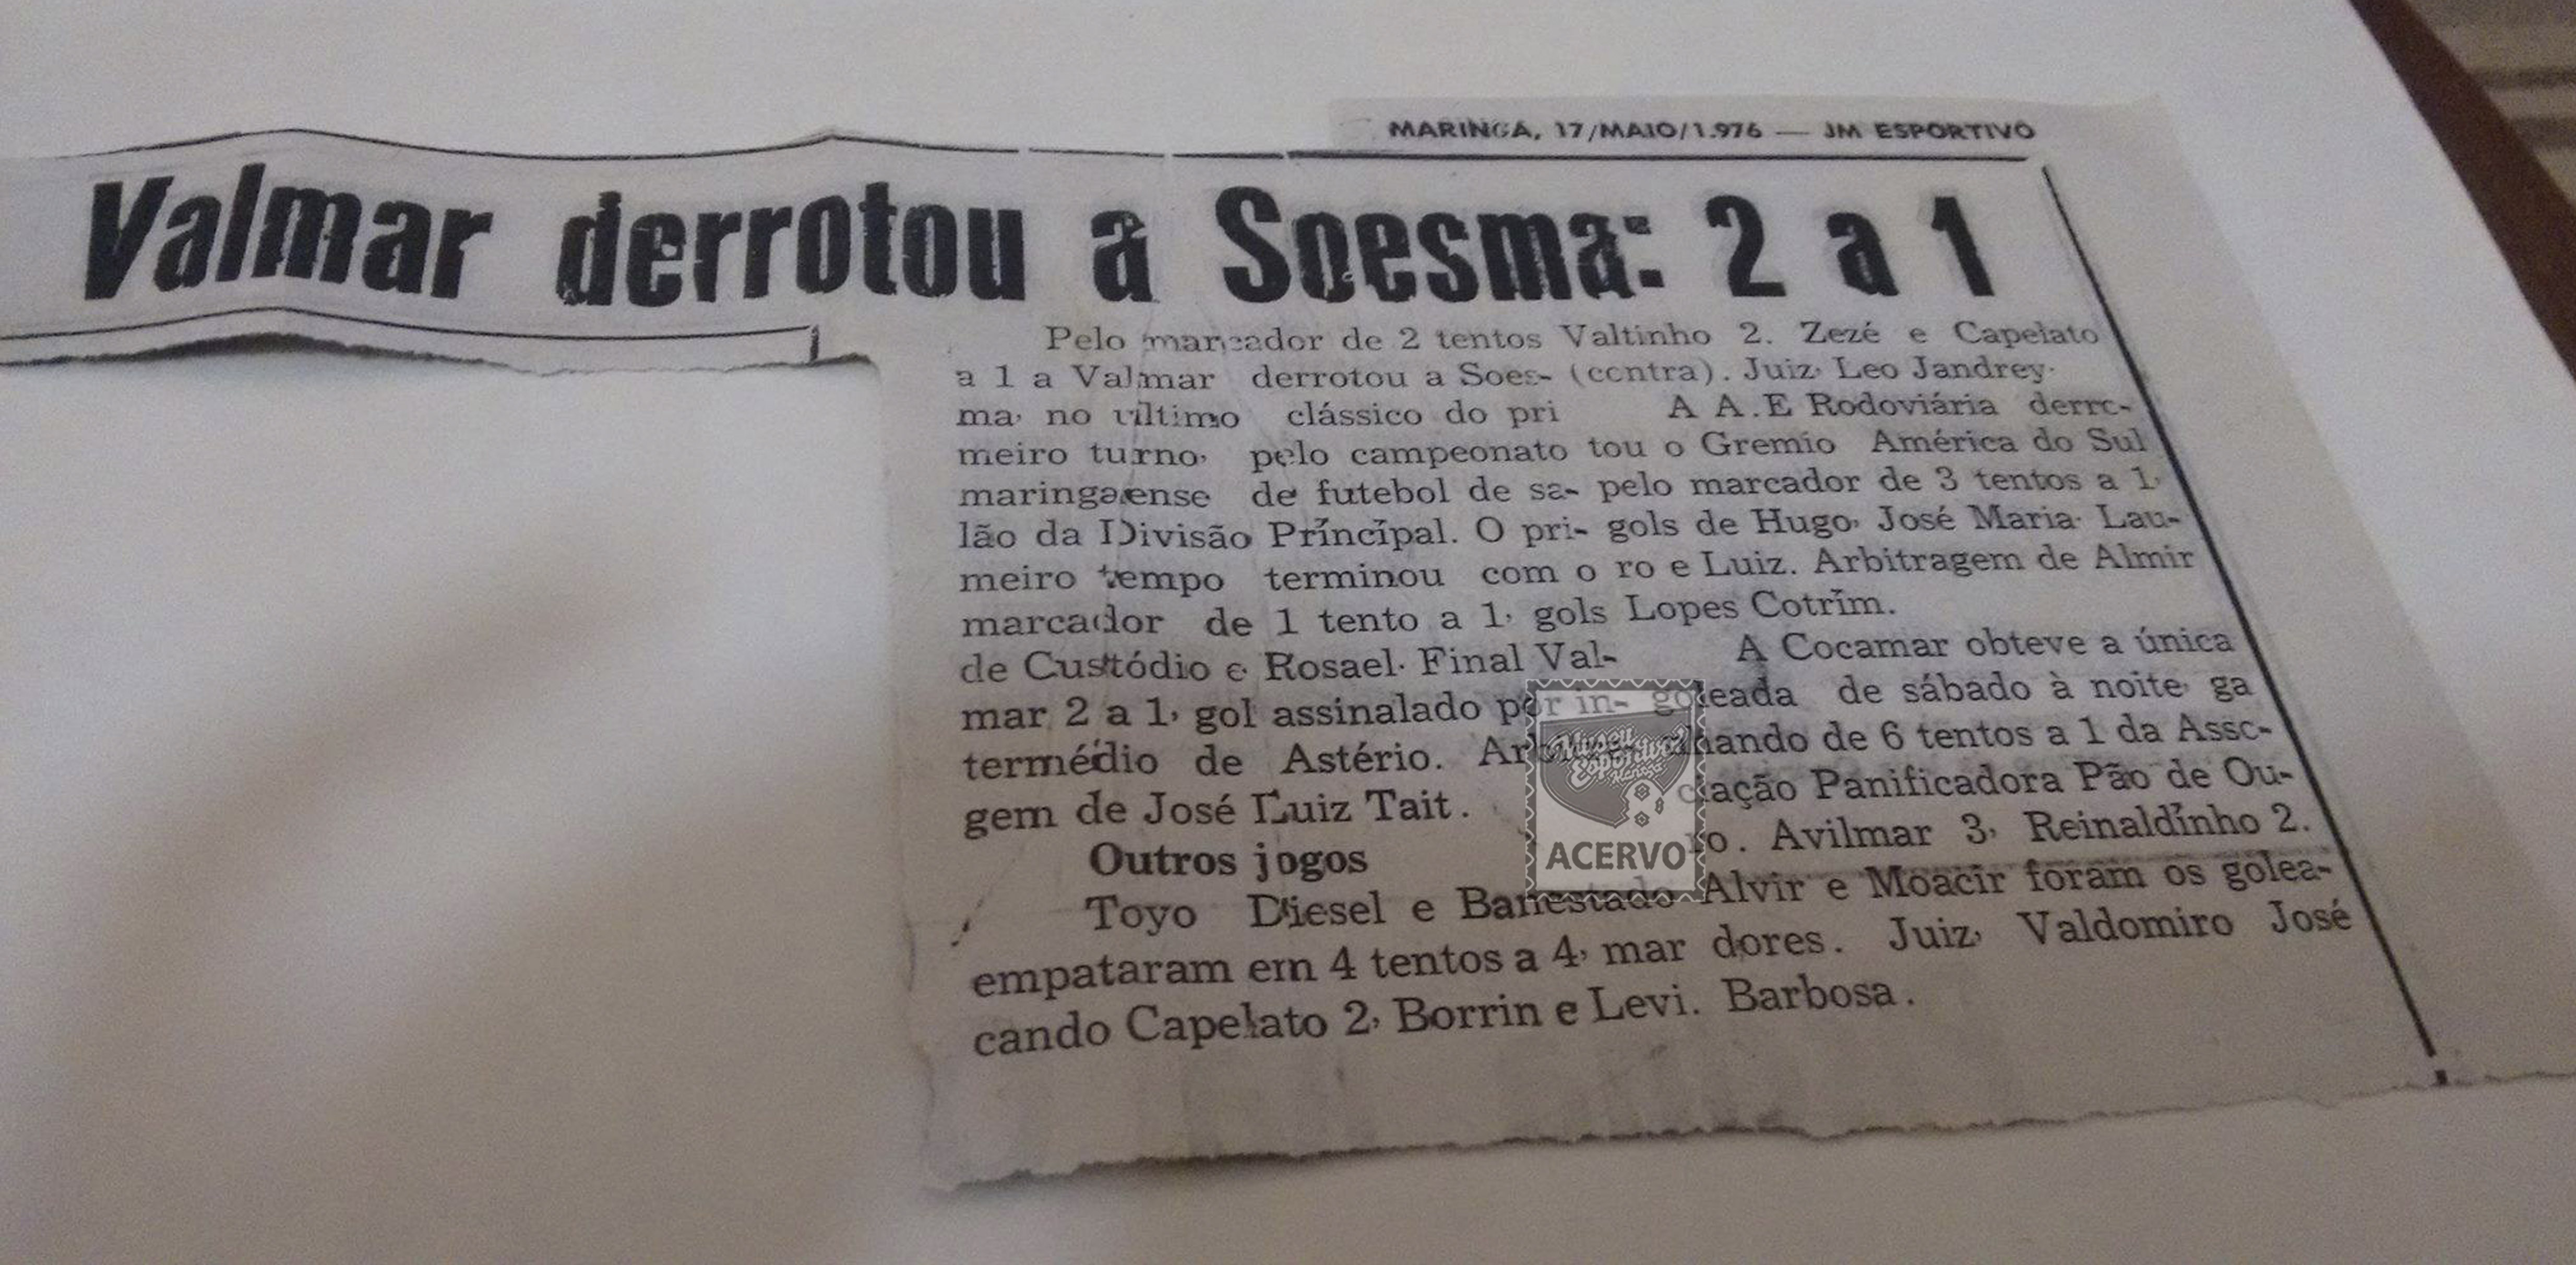 MARINGA, 17/MAIO/1.976 — JM ESPORTIVO
Valmar derrotou a Soesma: 2 a 1
Pelo marcador de 2 tentos
a 1 a Valmar derrotou a Soes-
ma, no último clássico do pri
meiro turno, pelo campeonato
maringaense de futebol de sa-
lão da Divisão Príncípal. O pri-
meiro tempo terminou com o
marcador de 1 tento a 1, gols
de Custódio e Rosael. Final Val-
mar 2 a 1, gol assinalado por in-
termédio de Astério.
gem de José Luiz Tait.
Outros jogos
Toyo Diesel e Banestado
empataram em 4 tentos a 4, mar
cando Capelato 2, Borrin e Levi.
Valtinho 2. Zezé e Capelato
(contra). Juiz, Leo Jandrey.
A A.E Rodoviária derro-
tou o Gremio América do Sul
pelo marcador de 3 tentos a 1,
gols de Hugo, José Maria, Lau-
ro e Luiz. Arbitragem de Almir
Lopes Cotrím.
A Cocamar obteve a única
goleada de sábado à noite, ga
nhando de 6 tentos a 1 da Asso-
ciação Panificadora Pão de Ou-
ro. Avilmar 3, Reinaldínho 2.
Alvir e Moacir foram os golea-
dores. Juiz, Valdomiro José
Barbosa.
Museu
Esportivo
Maringá
ACERVO